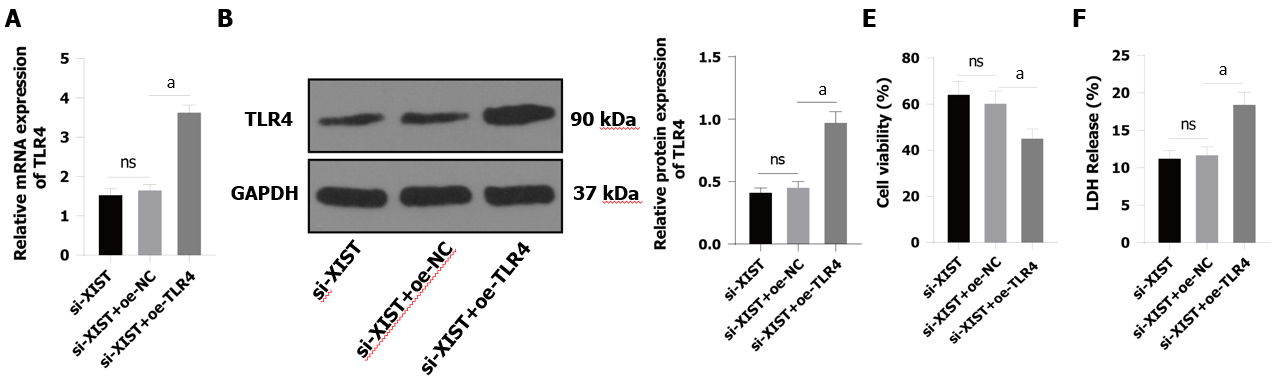 A
Relative mRNA expression
of TLR4
5
4
3
2
1
0
ns
a
si-XIST
si-XIST+oe-NC
si-XIST+oe-TLR4
B
TLR4
90 kDa
GAPDH
37 kDa
si-XIST
si-XIST+oe-NC
si-XIST+oe-TLR4
Relative protein expression
of TLR4
1.5
1.0
0.5
0.0
ns
a
si-XIST
si-XIST+oe-NC
si-XIST+oe-TLR4
E
Cell viability (%)
80
60
40
20
0
ns
a
si-XIST
si-XIST+oe-NC
si-XIST+oe-TLR4
F
LDH Release (%)
25
20
15
10
5
0
ns
a
si-XIST
si-XIST+oe-NC
si-XIST+oe-TLR4